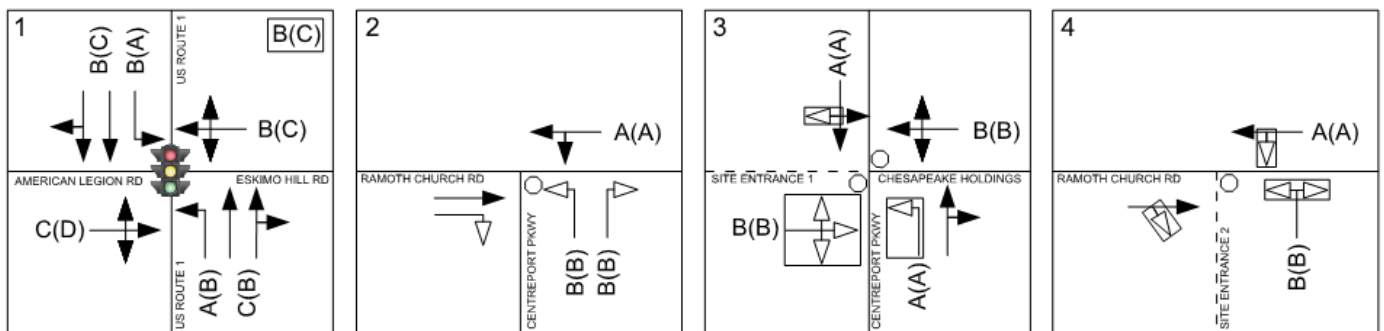 1
B(C)
B(A)
US ROUTE 1
B(C)
B(C)
AMERICAN LEGION RD
ESKIMO HILL RD
C(D)
US ROUTE 1
A(B)
C(B)
2
A(A)
RAMOTH CHURCH RD
CENTREPORT PKWY
B(B)
B(B)
3
A(A)
B(B)
SITE ENTRANCE 1
CHESAPEAKE HOLDINGS
B(B)
CENTREPORT PKWY
A(A)
4
A(A)
RAMOTH CHURCH RD
SITE ENTRANCE 2
B(B)